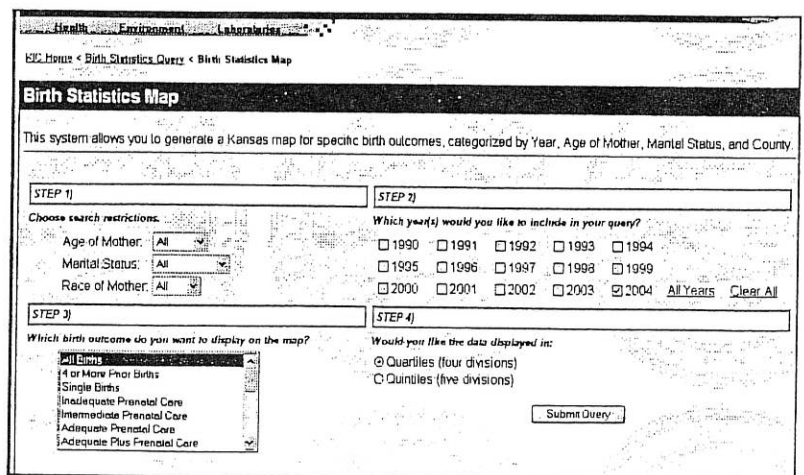 Health Environment Laboratories
KIC Home < Birth Statistics Query < Birth Statistics Map
Birth Statistics Map
This system allows you to generate a Kansas map for specific birth outcomes, categorized by Year, Age of Mother, Marital Status, and County.
STEP 1)
Choose search restrictions.
Age of Mother: All
Marital Status: All
Race of Mother: All
STEP 2)
Which year(s) would you like to include in your query?
1990 1991 1992 1993 1994
1995 1996 1997 1998 1999
2000 2001 2002 2003 2004 All Years Clear All
STEP 3)
Which birth outcome do you want to display on the map?
All Births
4 or More Prior Births
Single Births
Inadequate Prenatal Care
Intermediate Prenatal Care
Adequate Prenatal Care
Adequate Plus Prenatal Care
STEP 4)
Would you like the data displayed in:
Quartiles (four divisions)
Quintiles (five divisions)
Submit Query